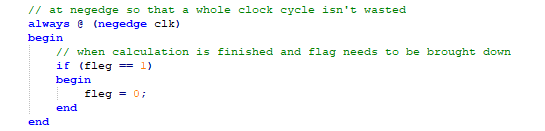 // at negedge so that a whole clock cycle isn't wasted
always @ (negedge clk)
begin
// when calculation is finished and flag needs to be brought down
if (fleg == 1)
begin
fleg = 0;
end
end